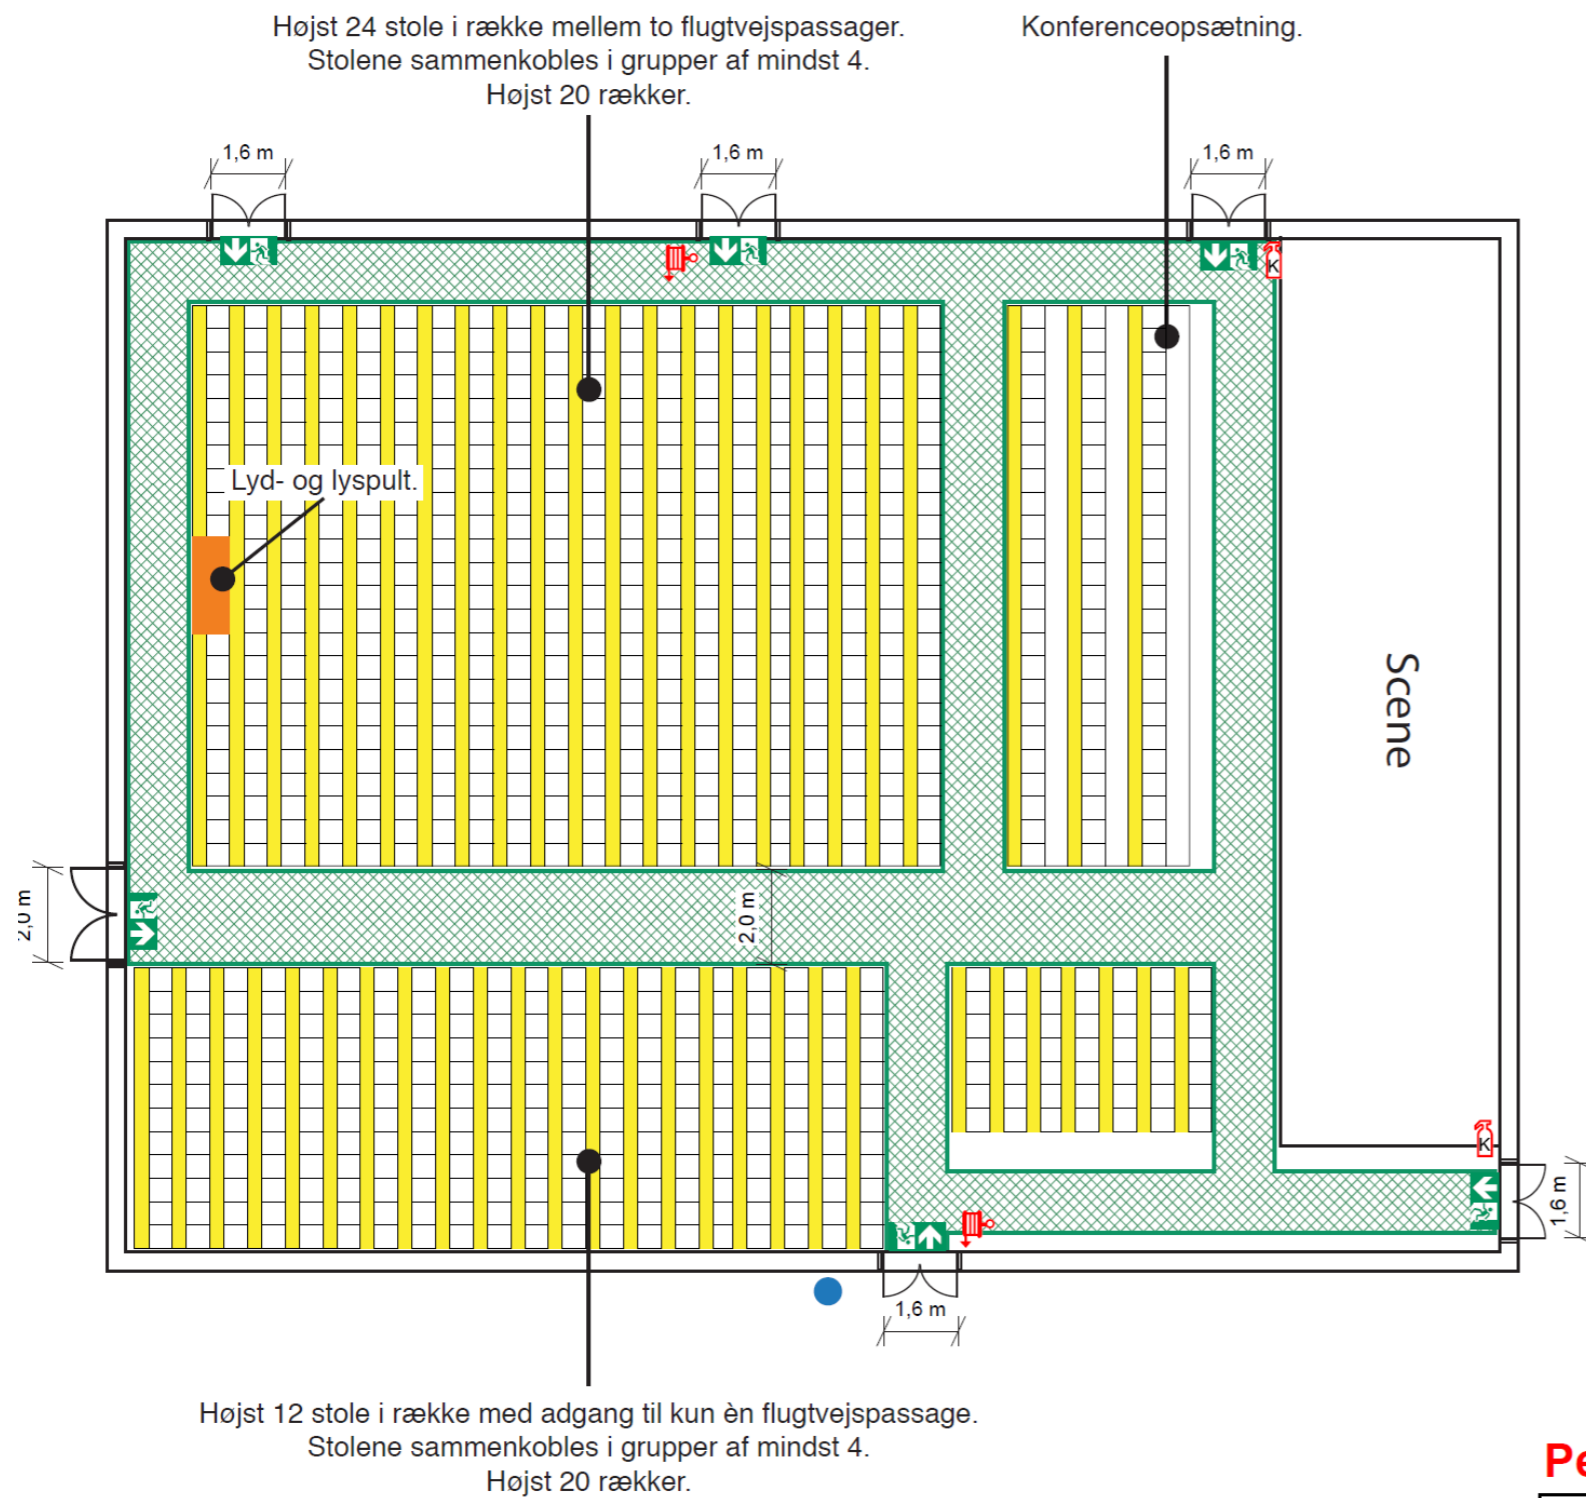 Højst 24 stole i række mellem to flugtvejspassager.
Stolene sammenkobles i grupper af mindst 4.
Højst 20 rækker.
Konferenceopsætning.
1,6 m
1,6 m
1,6 m
K
Lyd- og lyspult.
Scene
2,0 m
2,0 m
K
1,6 m
1,6 m
Højst 12 stole i række med adgang til kun èn flugtvejspassage.
Stolene sammenkobles i grupper af mindst 4.
Højst 20 rækker.
Pe